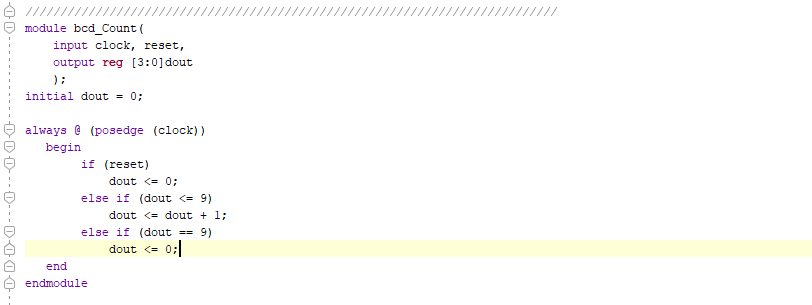 ////////////////////////////////////////////////////////////////////////////
module bcd_Count(
    input clock, reset,
    output reg [3:0]dout
    );
initial dout = 0;

always @ (posedge (clock))
   begin
        if (reset)
            dout <= 0;
        else if (dout <= 9)
            dout <= dout + 1;
        else if (dout == 9)
            dout <= 0;
   end
endmodule